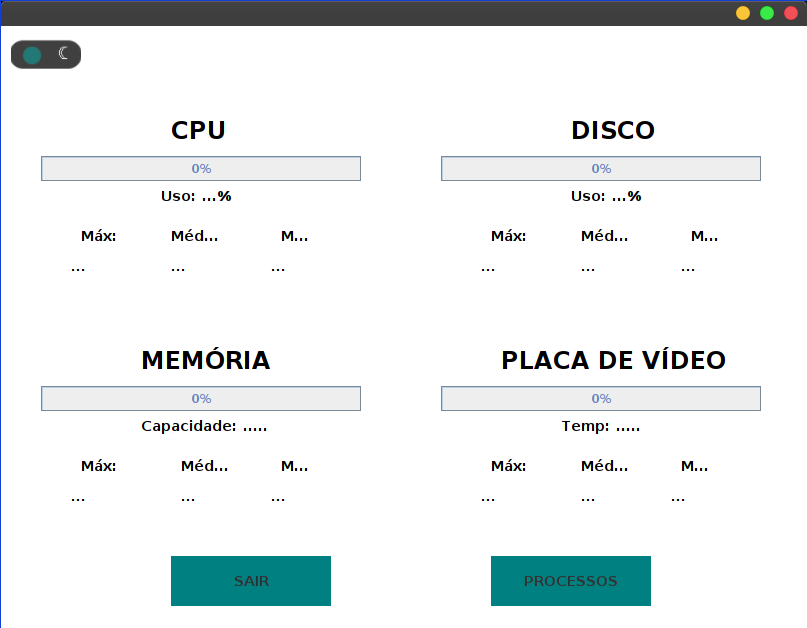 CPU
0%
Uso: ...%
Máx: Méd... M...
... ... ...
DISCO
0%
Uso: ...%
Máx: Méd... M...
... ... ...
MEMÓRIA
0%
Capacidade: .....
Máx: Méd... M...
... ... ...
PLACA DE VÍDEO
0%
Temp: .....
Máx: Méd... M...
... ... ...
SAIR
PROCESSOS